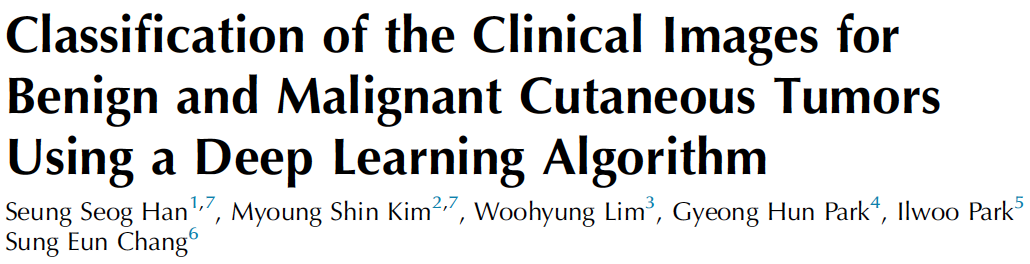 Classification of the Clinical Images for
Benign and Malignant Cutaneous Tumors
Using a Deep Learning Algorithm
Seung Seog Han1,7, Myoung Shin Kim2,7, Woohyung Lim3, Gyeong Hun Park4, Ilwoo Park5
Sung Eun Chang6